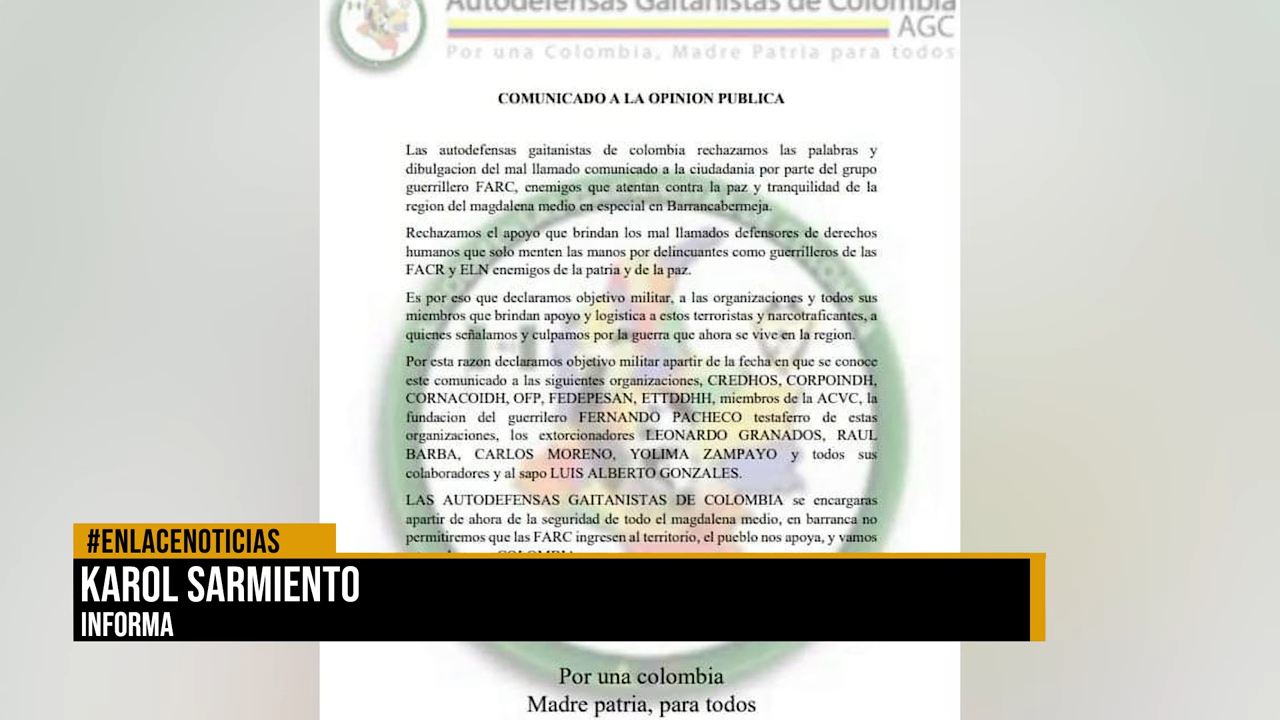 Autodefensas Gaitanistas de Colombia
AGC
Por una Colombia, Madre Patria para todos
COMUNICADO A LA OPINION PUBLICA
Las autodefensas gaitanistas de colombia rechazamos las palabras y
dibulgacion del mal llamado comunicado a la ciudadania por parte del grupo
guerrillero FARC, enemigos que atentan contra la paz y tranquilidad de la
region del magdalena medio en especial en Barrancabermeja.
Rechazamos el apoyo que brindan los mal llamados defensores de derechos
humanos que solo menten las manos por delincuantes como guerrilleros de las
FACR y ELN enemigos de la patria y de la paz.
Es por eso que declaramos objetivo militar, a las organizaciones y todos sus
miembros que brindan apoyo y logistica a estos terroristas y narcotraficantes, a
quienes señalamos y culpamos por la guerra que ahora se vive en la region.
Por esta razon declaramos objetivo militar apartir de la fecha en que se conoce
este comunicado a las siguientes organizaciones, CREDHOS, CORPOINDH,
CORNACOIDH, OFP, FEDEPESAN, ETTDDHH, miembros de la ACVC, la
fundacion del guerrilero FERNANDO PACHECO testaferro de estas
organizaciones, los extorcionadores LEONARDO GRANADOS, RAUL
BARBA, CARLOS MORENO, YOLIMA ZAMPAYO y todos sus
colaboradores y al sapo LUIS ALBERTO GONZALES.
LAS AUTODEFENSAS GAITANISTAS DE COLOMBIA se encargaras
apartir de ahora de la seguridad de todo el magdalena medio, en barranca no
permitiremos que las FARC ingresen al territorio, el pueblo nos apoya, y vamos
#ENLACENOTICIAS
KAROL SARMIENTO
INFORMA
Por una colombia
Madre patria, para todos